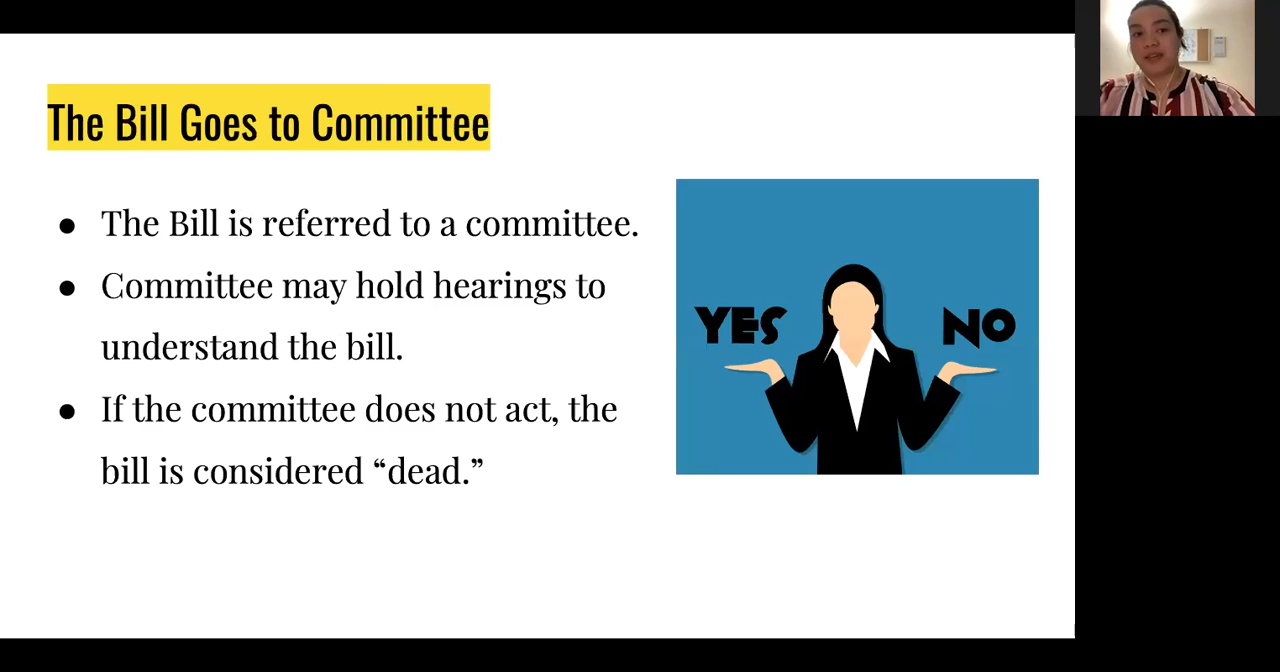 The Bill Goes to Committee
● The Bill is referred to a committee.
● Committee may hold hearings to
understand the bill.
● If the committee does not act, the
bill is considered “dead.”
YES
NO